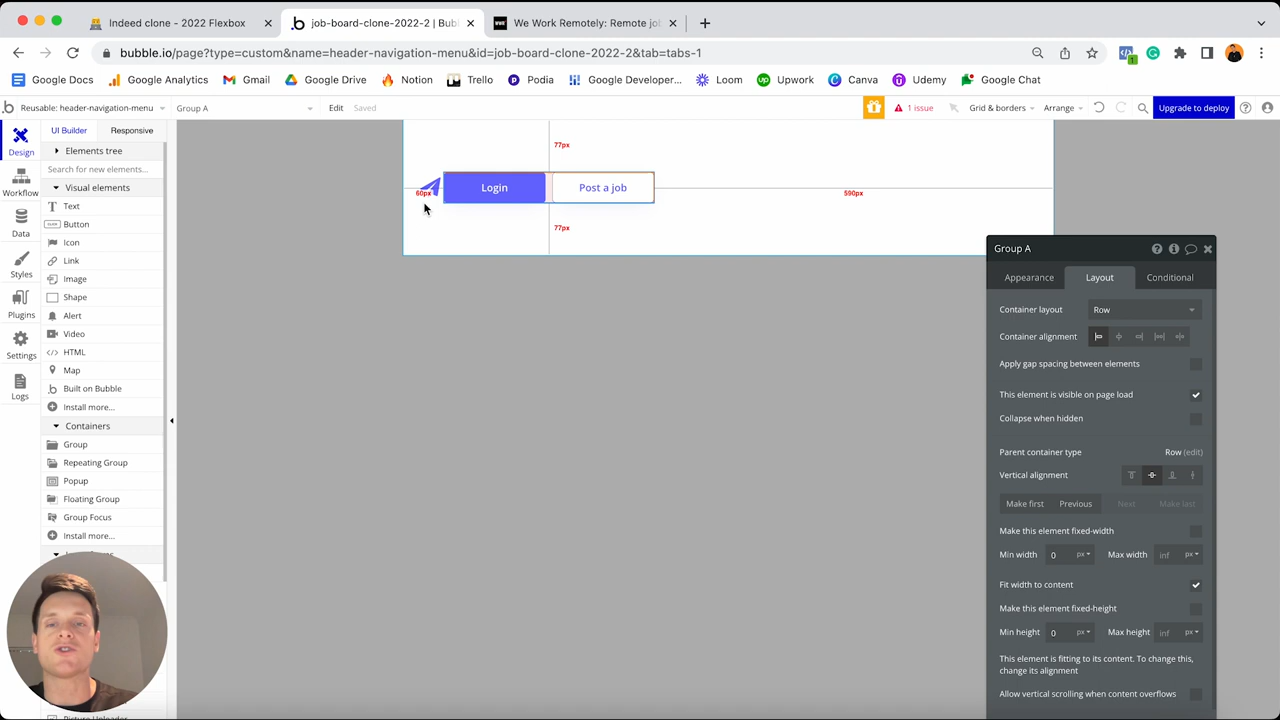 Indeed clone - 2022 Flexbox
job-board-clone-2022-2 | Bubb
We Work Remotely: Remote jo
bubble.io/page?type=custom&name=header-navigation-menu&id=job-board-clone-2022-2&tab=tabs-1
1
Google Docs
Google Analytics
Gmail
Google Drive
Notion
Trello
Podia
Google Developer...
Loom
Upwork
Canva
Udemy
Google Chat
Reusable: header-navigation-menu
Group A
Edit
Saved
1 issue
Grid & borders
Arrange
Upgrade to deploy
Design
Workflow
Data
Styles
Plugins
Settings
Logs
UI Builder
Responsive
Elements tree
Search for new elements...
Visual elements
Text
CLICK
Button
Icon
Link
Image
Shape
Alert
Video
HTML
Map
Built on Bubble
Install more...
Containers
Group
Repeating Group
Popup
Floating Group
Group Focus
Install more...
77px
60px
Login
Post a job
590px
77px
Group A
Appearance
Layout
Conditional
Container layout
Row
Container alignment
Apply gap spacing between elements
This element is visible on page load
Collapse when hidden
Parent container type
Row (edit)
Vertical alignment
Make first
Previous
Next
Make last
Make this element fixed-width
Min width
0
px
Max width
inf
px
Fit width to content
Make this element fixed-height
Min height
0
px
Max height
inf
px
This element is fitting to its content. To change this,
change its alignment
Allow vertical scrolling when content overflows